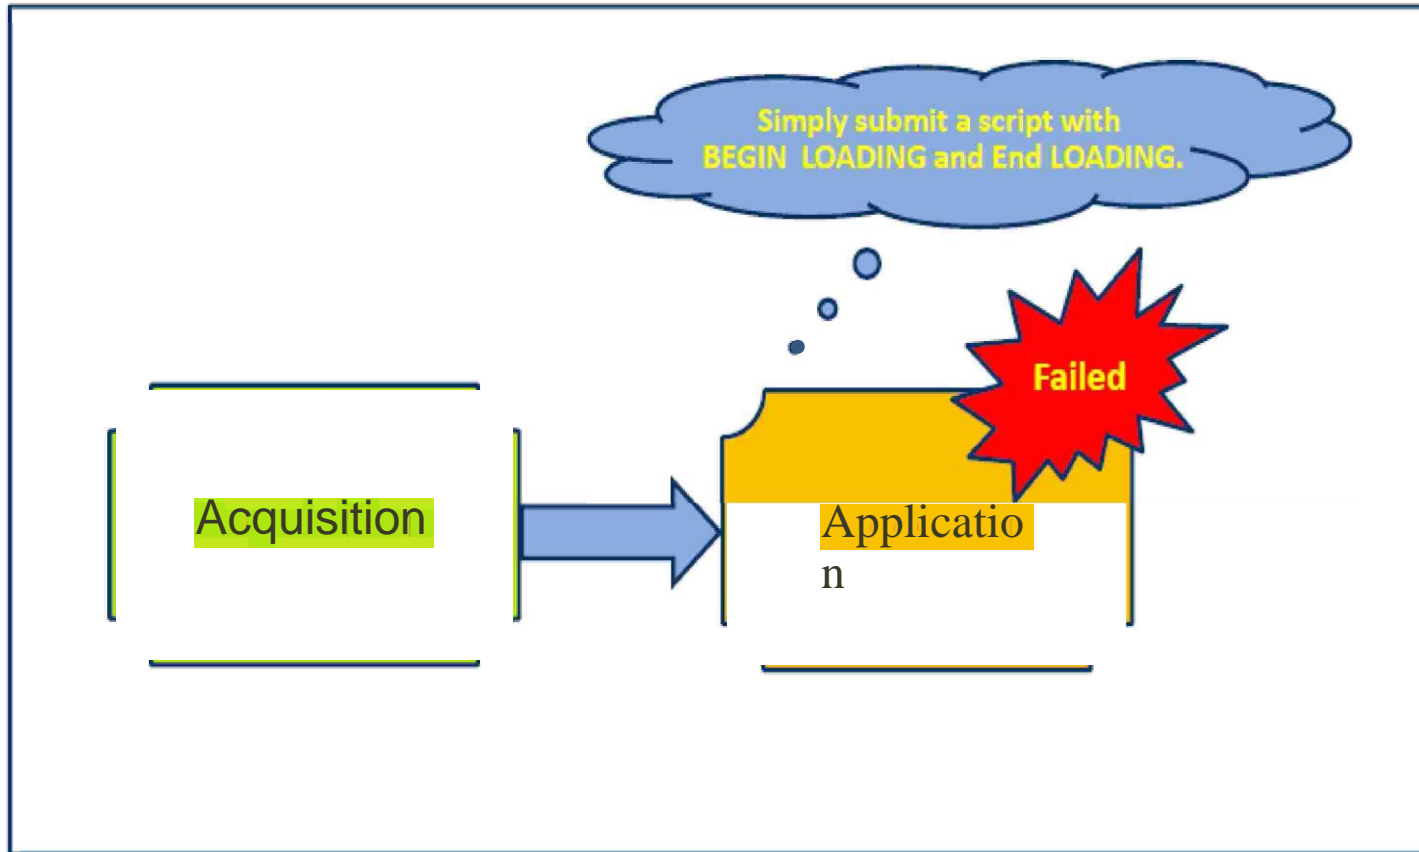 Simply submit a script with
BEGIN LOADING and End LOADING.
Failed
Acquisition
Applicatio
n